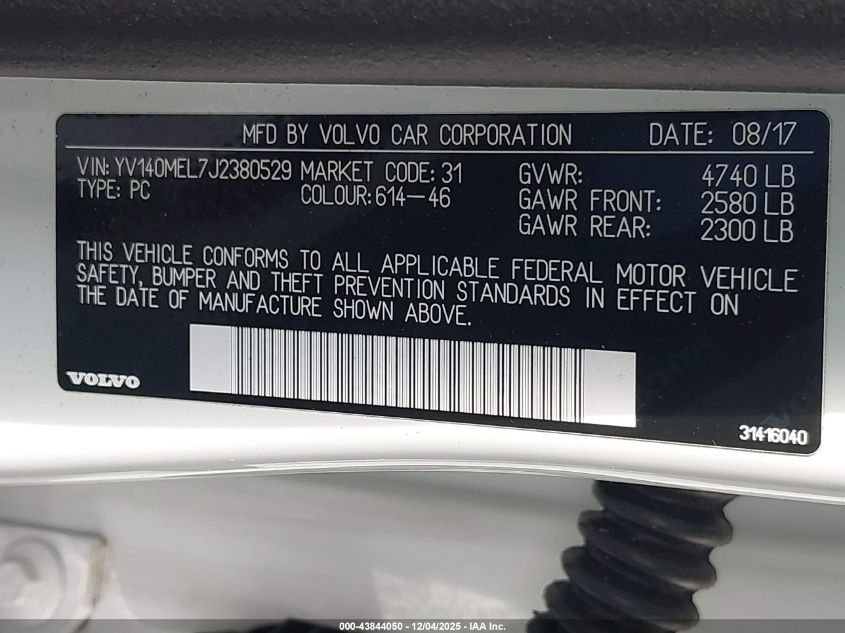 MFD BY VOLVO CAR CORPORATION DATE: 08/17
VIN: YV140MEL7J2380529 MARKET CODE: 31 GVWR: 4740 LB
TYPE: PC COLOUR: 614-46 GAWR FRONT: 2580 LB
GAWR REAR: 2300 LB
THIS VEHICLE CONFORMS TO ALL APPLICABLE FEDERAL MOTOR VEHICLE
SAFETY, BUMPER AND THEFT PREVENTION STANDARDS IN EFFECT ON
THE DATE OF MANUFACTURE SHOWN ABOVE.
VOLVO
31416040
000-43844050 - 12/04/2025 - IAA Inc.